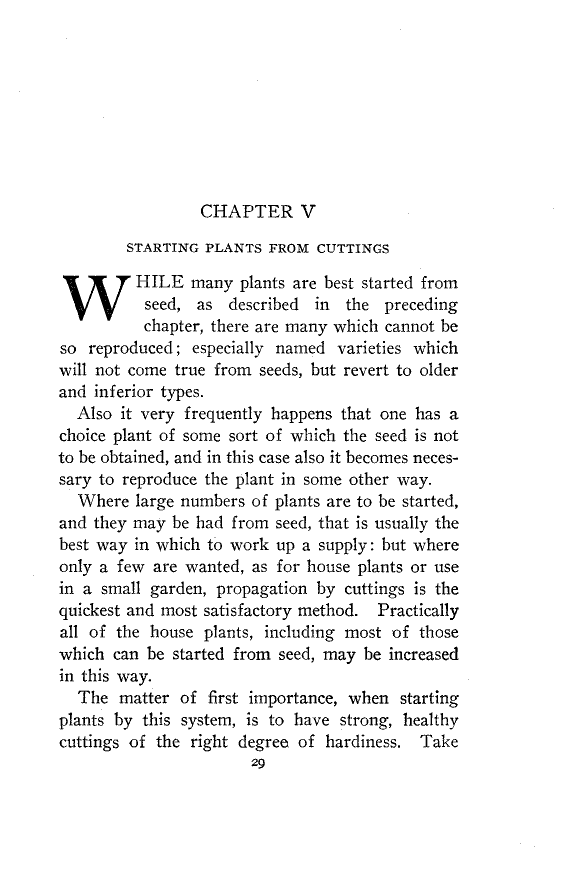 CHAPTER V
STARTING PLANTS FROM CUTTINGS
WHILE many plants are best started from
seed, as described in the preceding
chapter, there are many which cannot be
so reproduced; especially named varieties which
will not come true from seeds, but revert to older
and inferior types.
Also it very frequently happens that one has a
choice plant of some sort of which the seed is not
to be obtained, and in this case also it becomes neces-
sary to reproduce the plant in some other way.
Where large numbers of plants are to be started,
and they may be had from seed, that is usually the
best way in which to work up a supply: but where
only a few are wanted, as for house plants or use
in a small garden, propagation by cuttings is the
quickest and most satisfactory method. Practically
all of the house plants, including most of those
which can be started from seed, may be increased
in this way.
The matter of first importance, when starting
plants by this system, is to have strong, healthy
cuttings of the right degree of hardiness. Take
29